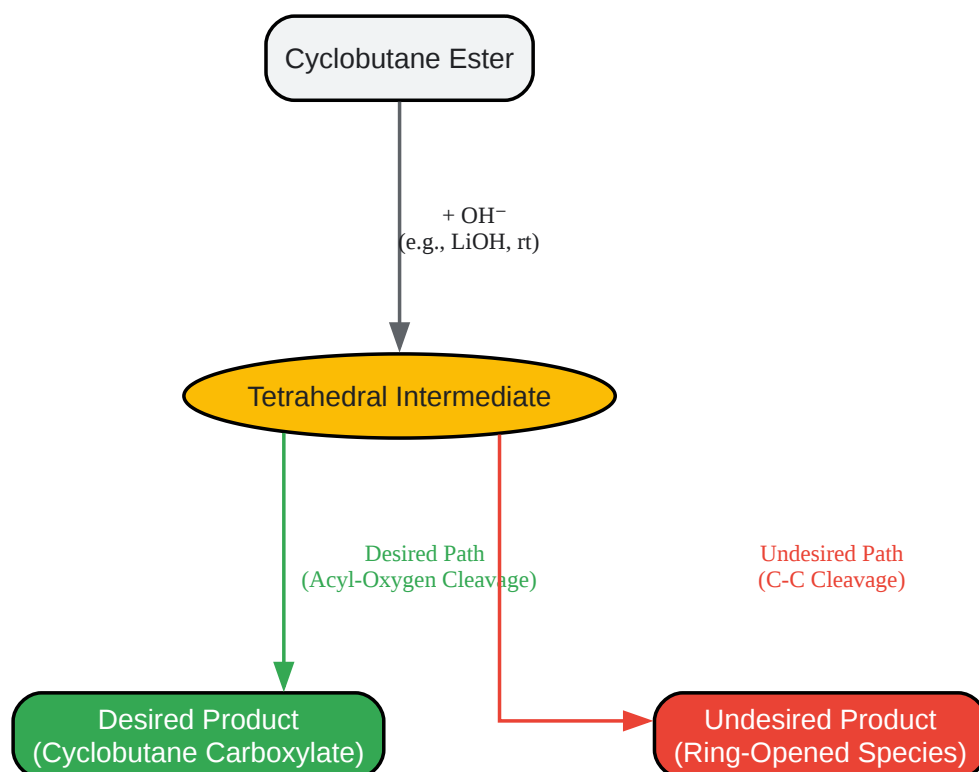 Cyclobutane Ester
+ OH⁻
(e.g., LiOH, rt)
Tetrahedral Intermediate
Desired Path
(Acyl-Oxygen Cleavage)
Undesired Path
(C-C Cleavage)
Desired Product
(Cyclobutane Carboxylate)
Undesired Product
(Ring-Opened Species)